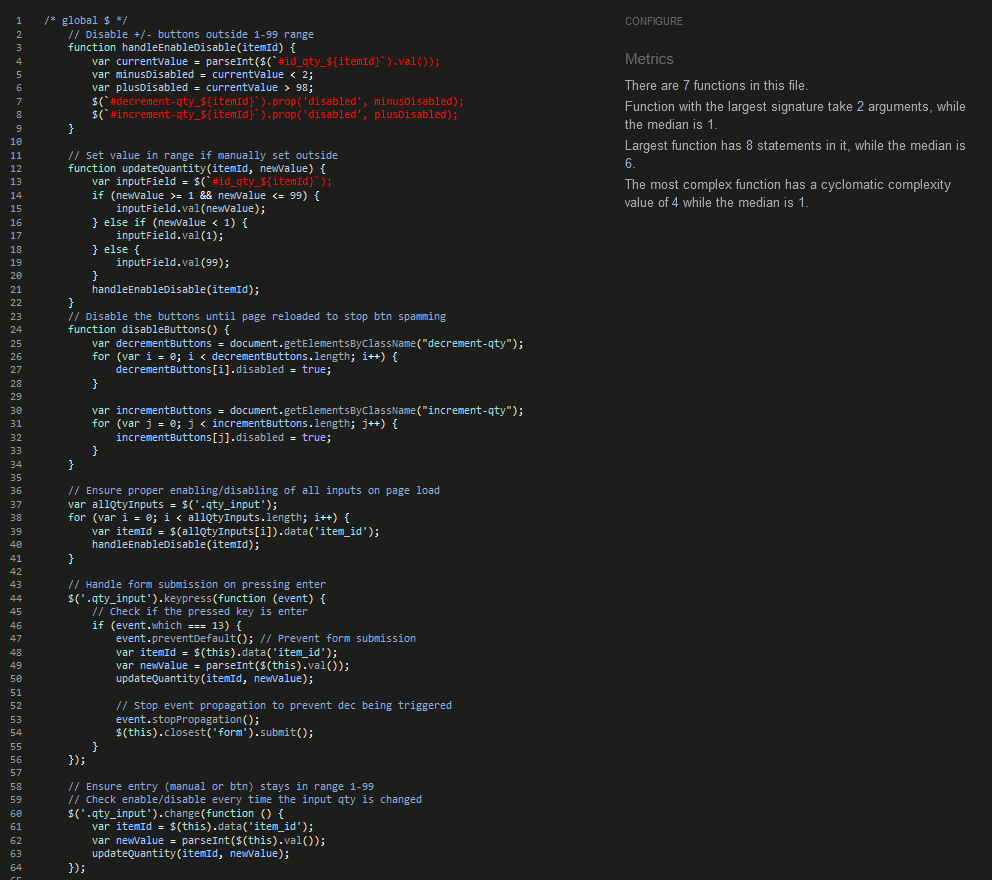 1 /* global $ */
2 // Disable +/- buttons outside 1-99 range
3 function handleEnableDisable(itemId) {
4 var currentValue = parseInt($(`#id_qty_${itemId}`).val());
5 var minusDisabled = currentValue < 2;
6 var plusDisabled = currentValue > 98;
7 $(`#decrement-qty_${itemId}`).prop('disabled', minusDisabled);
8 $(`#increment-qty_${itemId}`).prop('disabled', plusDisabled);
9 }
10
11 // Set value in range if manually set outside
12 function updateQuantity(itemId, newValue) {
13 var inputField = $(`#id_qty_${itemId}`);
14 if (newValue >= 1 && newValue <= 99) {
15 inputField.val(newValue);
16 } else if (newValue < 1) {
17 inputField.val(1);
18 } else {
19 inputField.val(99);
20 }
21 handleEnableDisable(itemId);
22 }
23 // Disable the buttons until page reloaded to stop btn spamming
24 function disableButtons() {
25 var decrementButtons = document.getElementsByClassName("decrement-qty");
26 for (var i = 0; i < decrementButtons.length; i++) {
27 decrementButtons[i].disabled = true;
28 }
29
30 var incrementButtons = document.getElementsByClassName("increment-qty");
31 for (var j = 0; j < incrementButtons.length; j++) {
32 incrementButtons[j].disabled = true;
33 }
34 }
35
36 // Ensure proper enabling/disabling of all inputs on page load
37 var allQtyInputs = $('.qty_input');
38 for (var i = 0; i < allQtyInputs.length; i++) {
39 var itemId = $(allQtyInputs[i]).data('item_id');
40 handleEnableDisable(itemId);
41 }
42
43 // Handle form submission on pressing enter
44 $('.qty_input').keypress(function (event) {
45 // Check if the pressed key is enter
46 if (event.which === 13) {
47 event.preventDefault(); // Prevent form submission
48 var itemId = $(this).data('item_id');
49 var newValue = parseInt($(this).val());
50 updateQuantity(itemId, newValue);
51
52 // Stop event propagation to prevent dec being triggered
53 event.stopPropagation();
54 $(this).closest('form').submit();
55 }
56 });
57
58 // Ensure entry (manual or btn) stays in range 1-99
59 // Check enable/disable every time the input qty is changed
60 $('.qty_input').change(function () {
61 var itemId = $(this).data('item_id');
62 var newValue = parseInt($(this).val());
63 updateQuantity(itemId, newValue);
64 });
CONFIGURE
Metrics
There are 7 functions in this file.
Function with the largest signature take 2 arguments, while
the median is 1.
Largest function has 8 statements in it, while the median is
6.
The most complex function has a cyclomatic complexity
value of 4 while the median is 1.